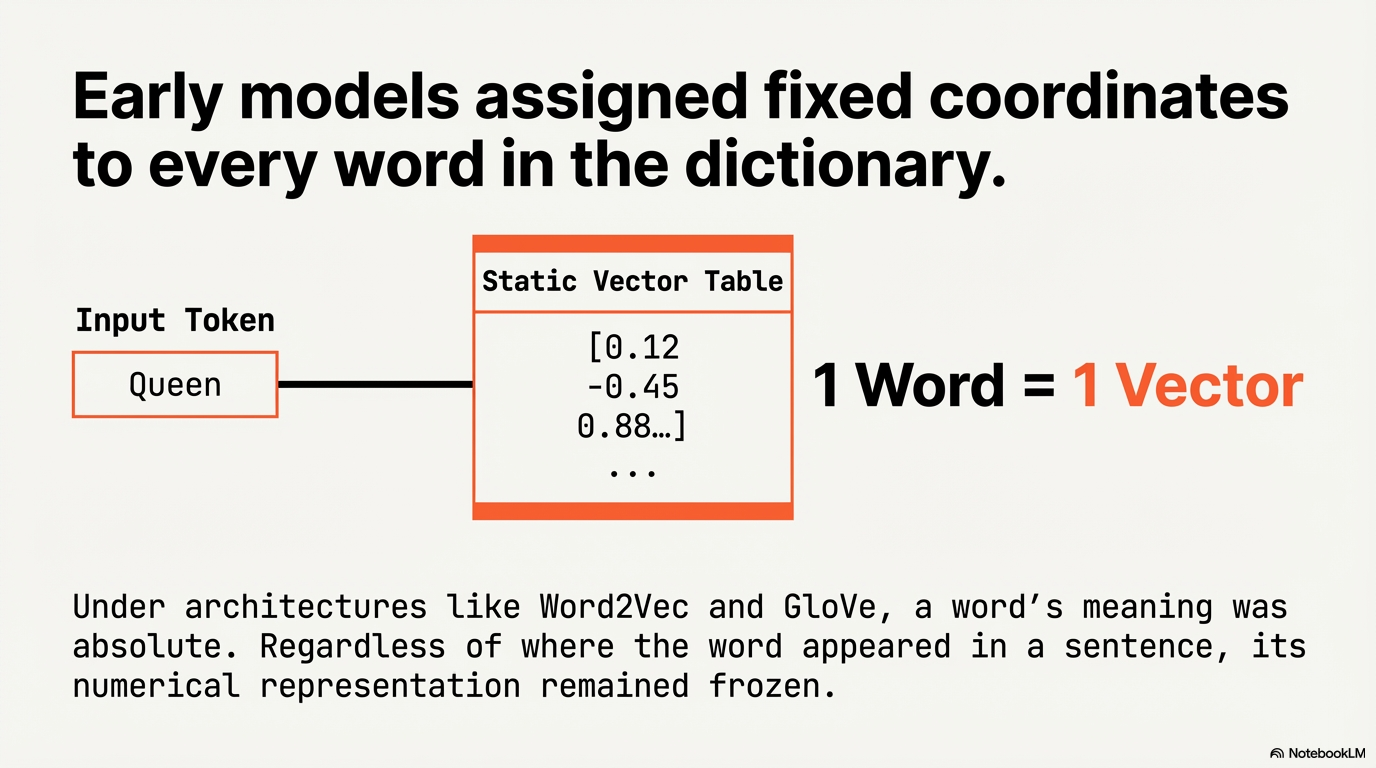 Early models assigned fixed coordinates
to every word in the dictionary.
Input Token
Queen
Static Vector Table
[0.12
-0.45
0.88…]
...
1 Word = 1 Vector
Under architectures like Word2Vec and GloVe, a word’s meaning was
absolute. Regardless of where the word appeared in a sentence, its
numerical representation remained frozen.
NotebookLM